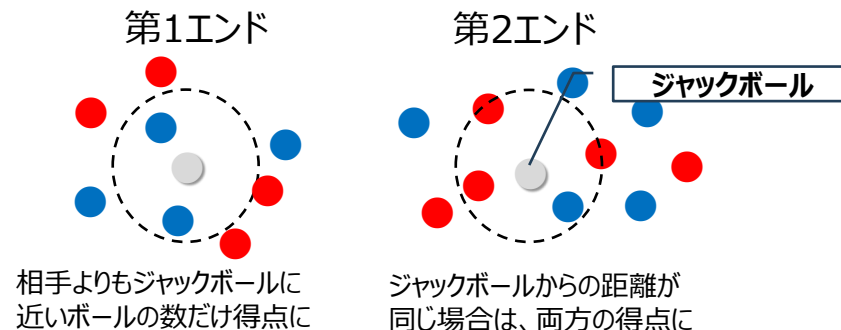 第1エンド
第2エンド
ジャックボール
相手よりもジャックボールに
近いボールの数だけ得点に
ジャックボールからの距離が
同じ場合は、両方の得点に